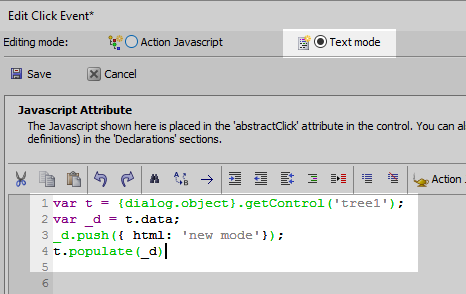 Edit Click Event*
Editing mode: Action Javascript Text mode
Save Cancel
Javascript Attribute
The Javascript shown here is placed in the 'abstractClick' attribute in the control. You can al
definitions) in the 'Declarations' sections.
A-B Action
1 var t = {dialog.object}.getControl('tree1');
2 var _d = t.data;
3 _d.push({ html: 'new mode'});
4 t.populate(_d)
5
6